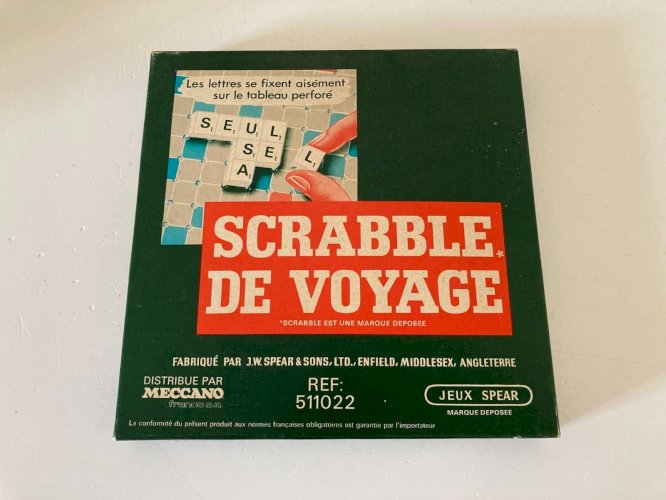 Les lettres se fixent aisément
sur le tableau perforé
SEUL
SE
A
L
SCRABBLE*
DE VOYAGE
*SCRABBLE EST UNE MARQUE DEPOSEE
FABRIQUÉ PAR J.W. SPEAR & SONS, LTD., ENFIELD, MIDDLESEX, ANGLETERRE
DISTRIBUE PAR
MECCANO
france s.a.
REF:
511022
JEUX SPEAR
MARQUE DEPOSEE
La conformité du présent produit aux normes françaises obligatoires est garantie par l'importateur